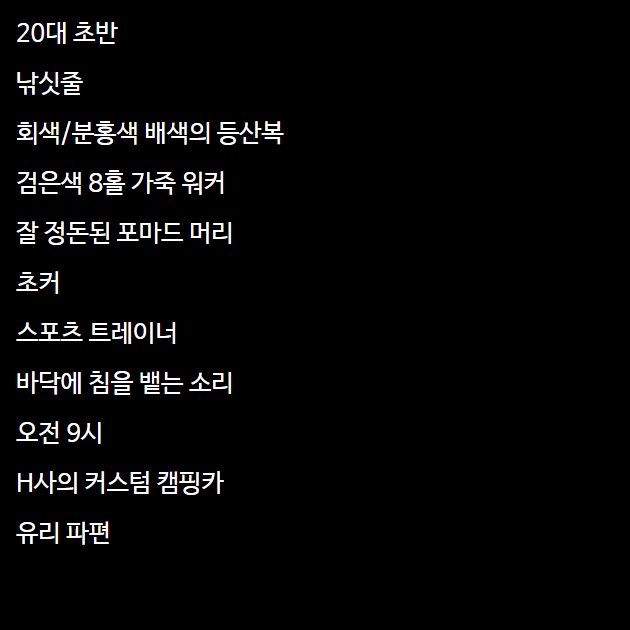 20대 초반
낚싯줄
회색/분홍색 배색의 등산복
검은색 8홀 가죽 워커
잘 정돈된 포마드 머리
초커
스포츠 트레이너
바닥에 침을 뱉는 소리
오전 9시
H사의 커스텀 캠핑카
유리 파편